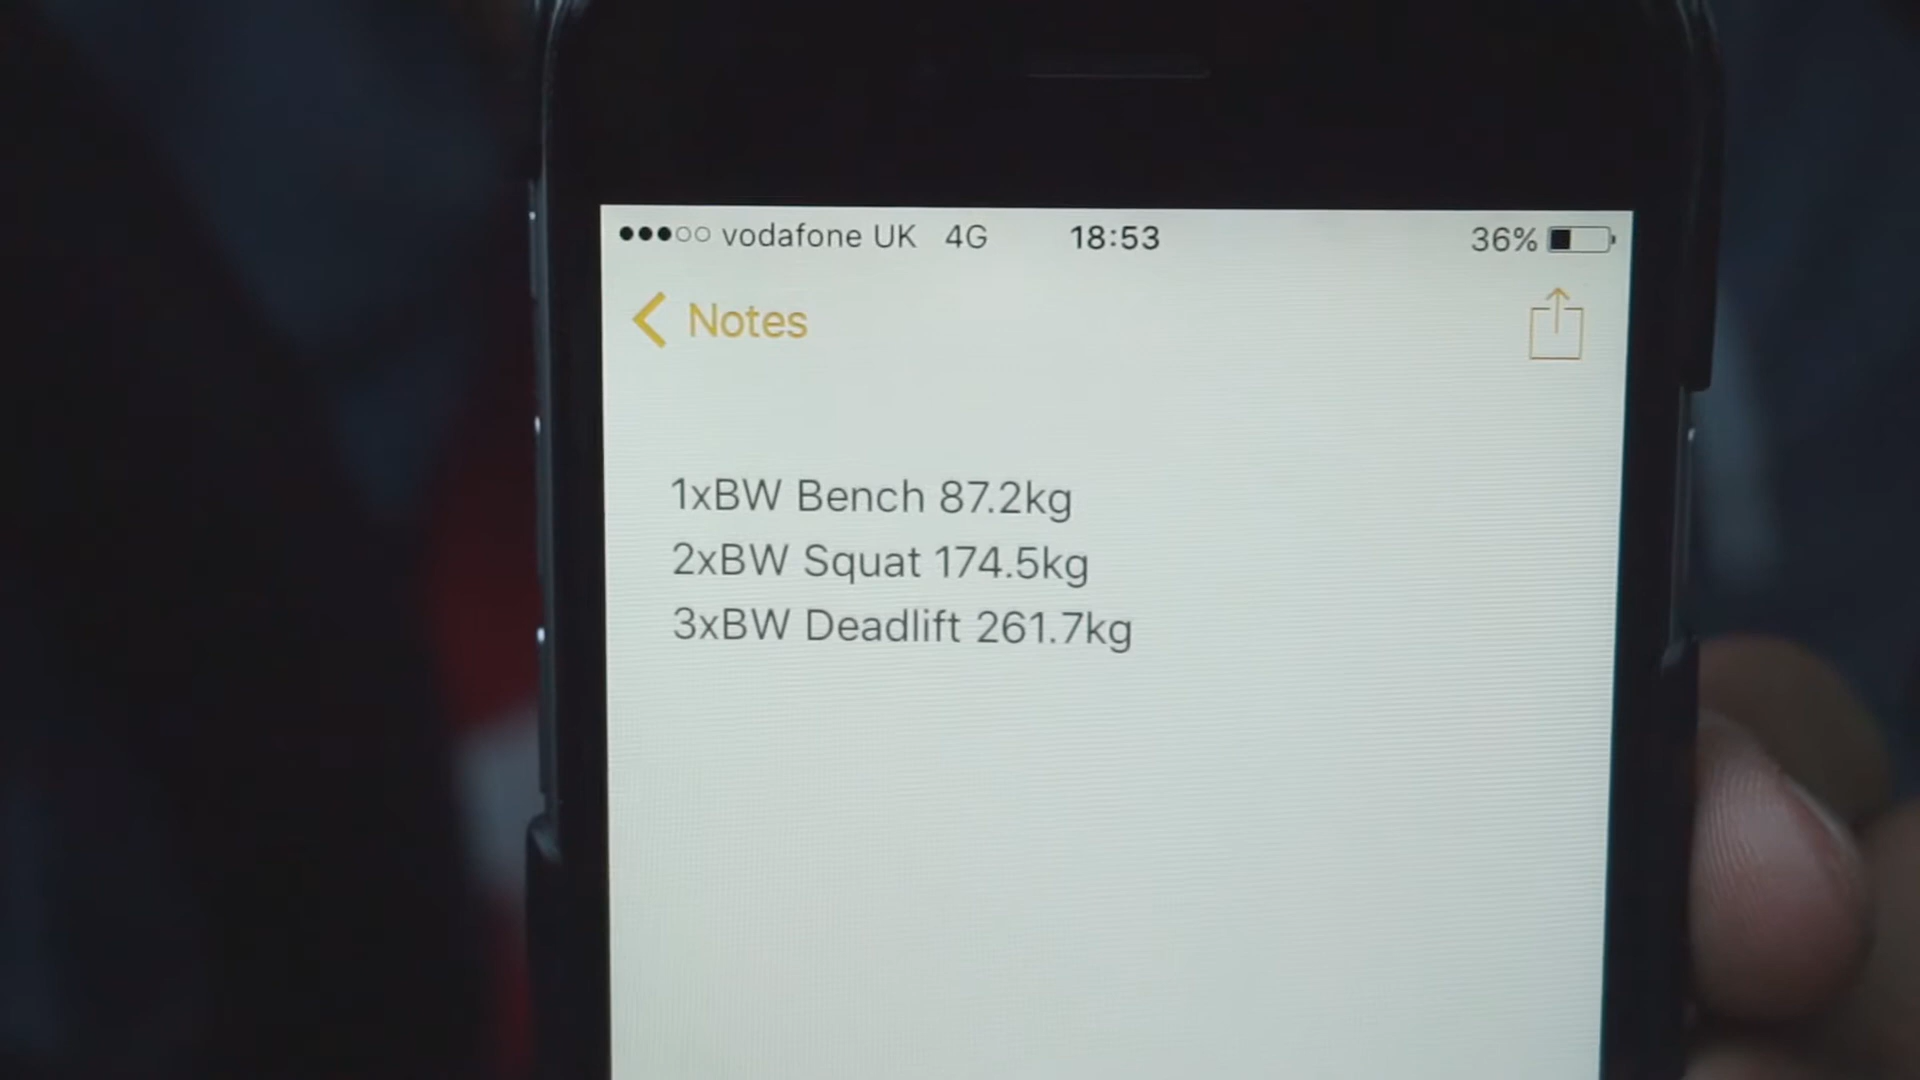 vodafone UK 4G 18:53 36%
Notes
1xBW Bench 87.2kg
2xBW Squat 174.5kg
3xBW Deadlift 261.7kg